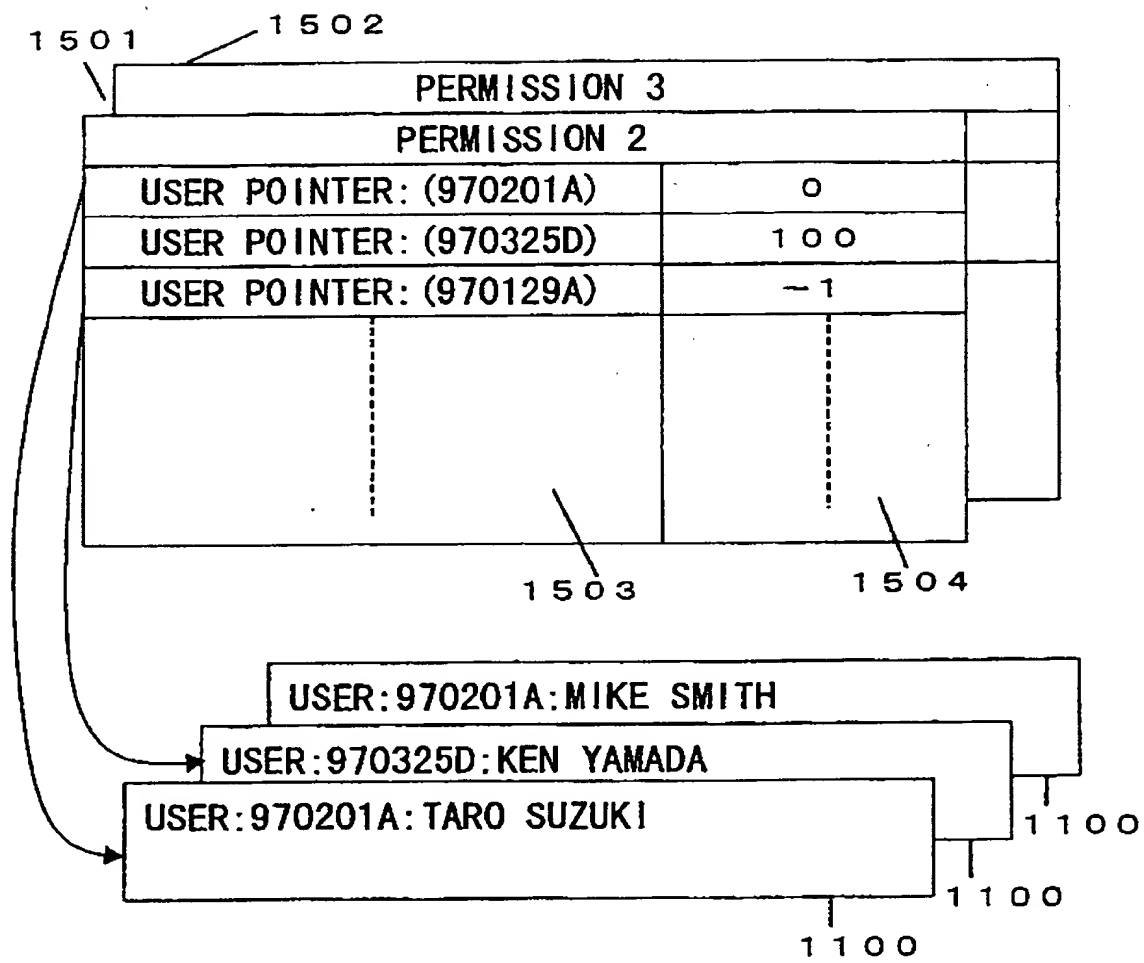 1501
1502
PERMISSION 3
PERMISSION 2
USER POINTER:(970201A) 0
USER POINTER:(970325D) 100
USER POINTER:(970129A) -1
1503
1504
USER:970201A:MIKE SMITH
USER:970325D:KEN YAMADA
USER:970201A:TARO SUZUKI
1100
1100
1100